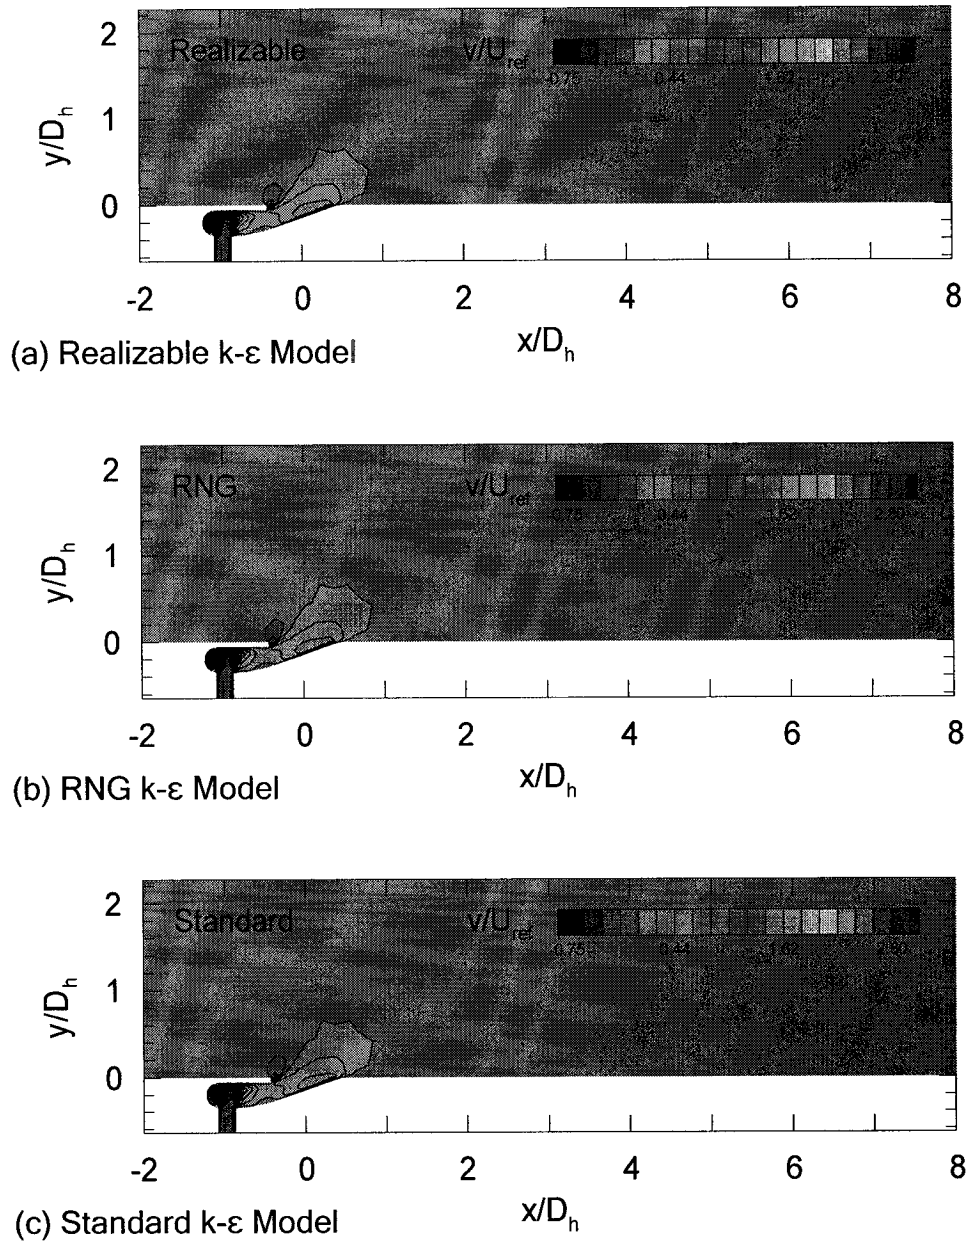 2
Realizable v/U_ref
-0.75 0.44 1.62 2.80
1
y/D_h
0
-2 0 2 4 6 8
(a) Realizable k-ε Model x/D_h
2
RNG v/U_ref
0.75 0.44 2.80
1
y/D_h
0
-2 0 2 4 6 8
x/D_h
(b) RNG k-ε Model
2
Standard v/U_ref
0.75 0.44 1.62 2.80
1
y/D_h
0
-2 0 2 4 6 8
x/D_h
(c) Standard k-ε Model